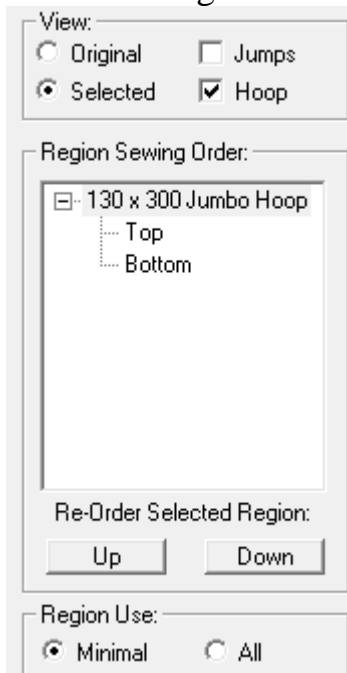 View:
Original Jumps
Selected Hoop
Region Sewing Order:
130 x 300 Jumbo Hoop
Top
Bottom
Re-Order Selected Region:
Up Down
Region Use:
Minimal All